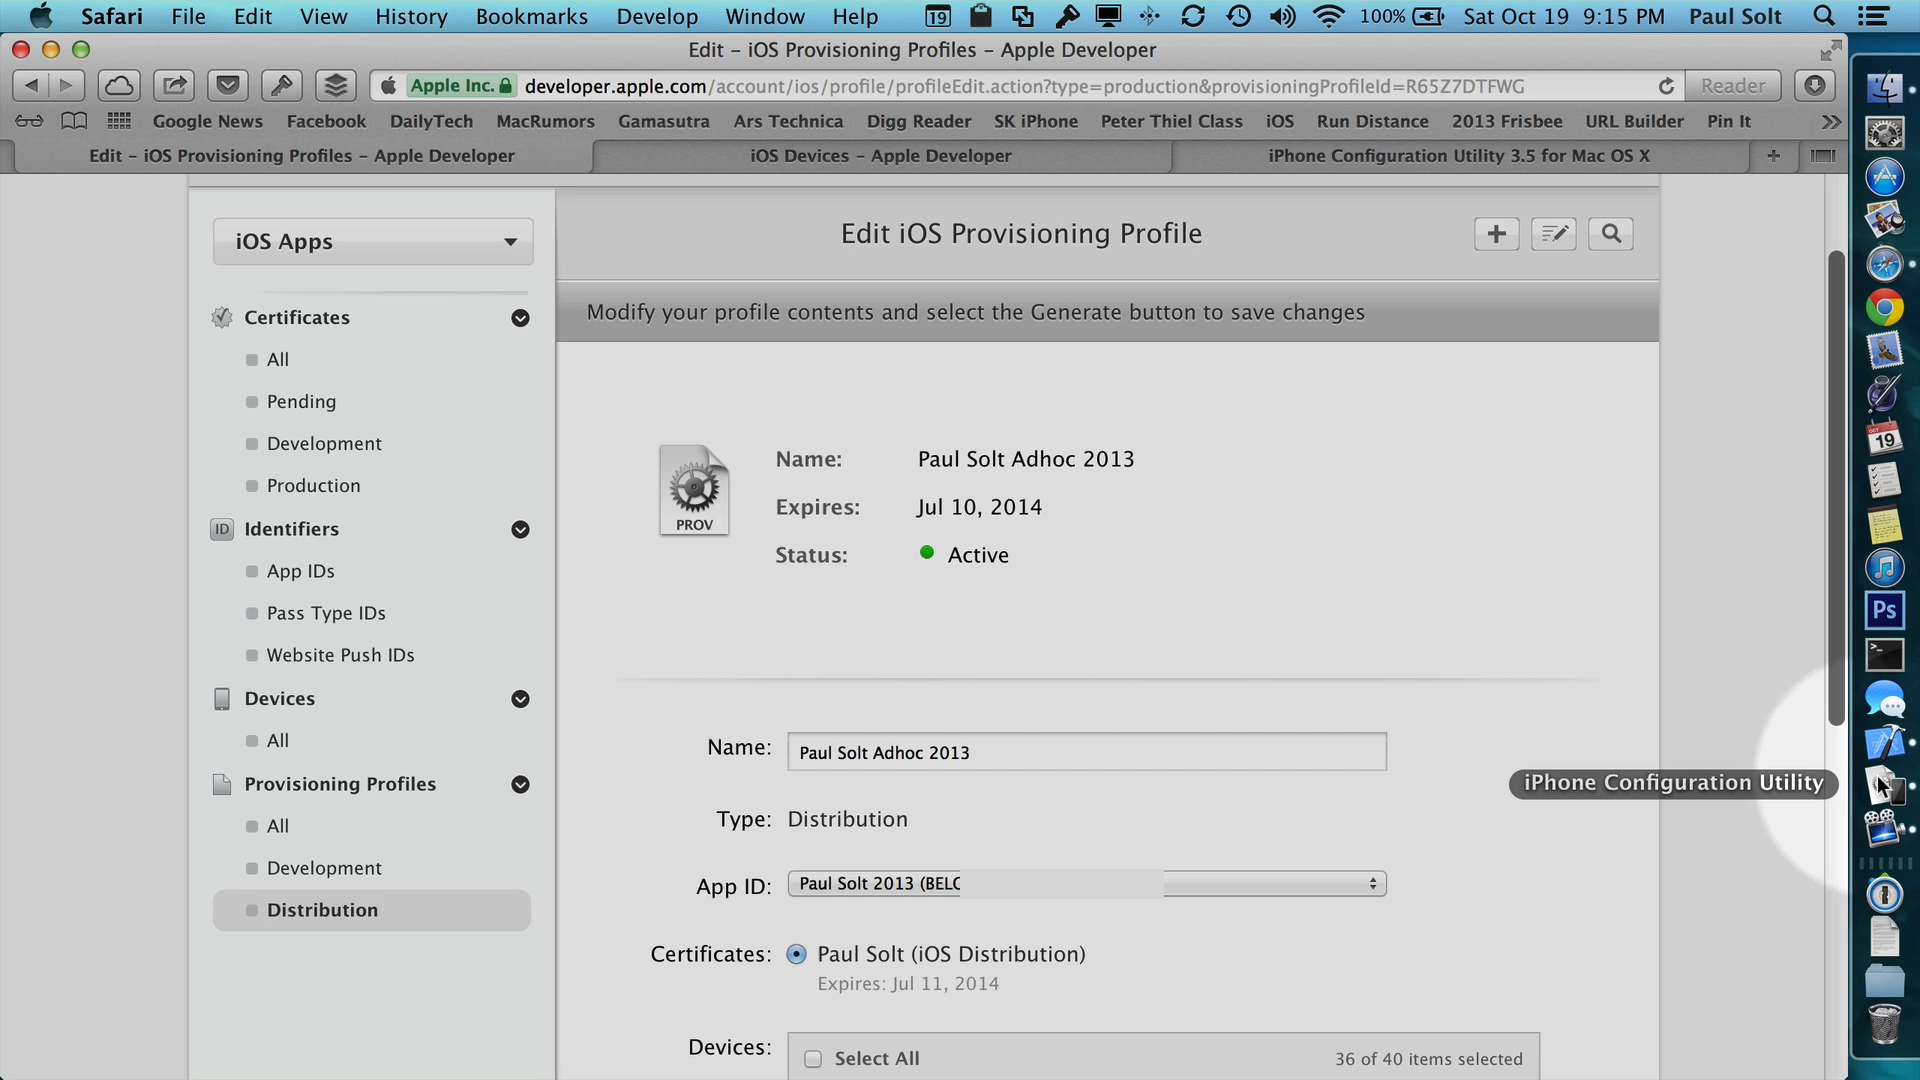 Safari File Edit View History Bookmarks Develop Window Help 19 100% Sat Oct 19 9:15 PM Paul Solt
Edit – iOS Provisioning Profiles – Apple Developer
Apple Inc. developer.apple.com/account/ios/profile/profileEdit.action?type=production&provisioningProfileId=R65Z7DTFWG Reader
Google News Facebook DailyTech MacRumors Gamasutra Ars Technica Digg Reader SK iPhone Peter Thiel Class iOS Run Distance 2013 Frisbee URL Builder Pin It
Edit – iOS Provisioning Profiles – Apple Developer iOS Devices – Apple Developer iPhone Configuration Utility 3.5 for Mac OS X
iOS Apps
Certificates
All
Pending
Development
Production
ID Identifiers
App IDs
Pass Type IDs
Website Push IDs
Devices
All
Provisioning Profiles
All
Development
Distribution
Edit iOS Provisioning Profile
Modify your profile contents and select the Generate button to save changes
PROV
Name: Paul Solt Adhoc 2013
Expires: Jul 10, 2014
Status: Active
Name: Paul Solt Adhoc 2013
Type: Distribution
App ID: Paul Solt 2013 (BELC
Certificates: Paul Solt (iOS Distribution)
Expires: Jul 11, 2014
Devices: Select All 36 of 40 items selected
iPhone Configuration Utility
OCT
19
Ps